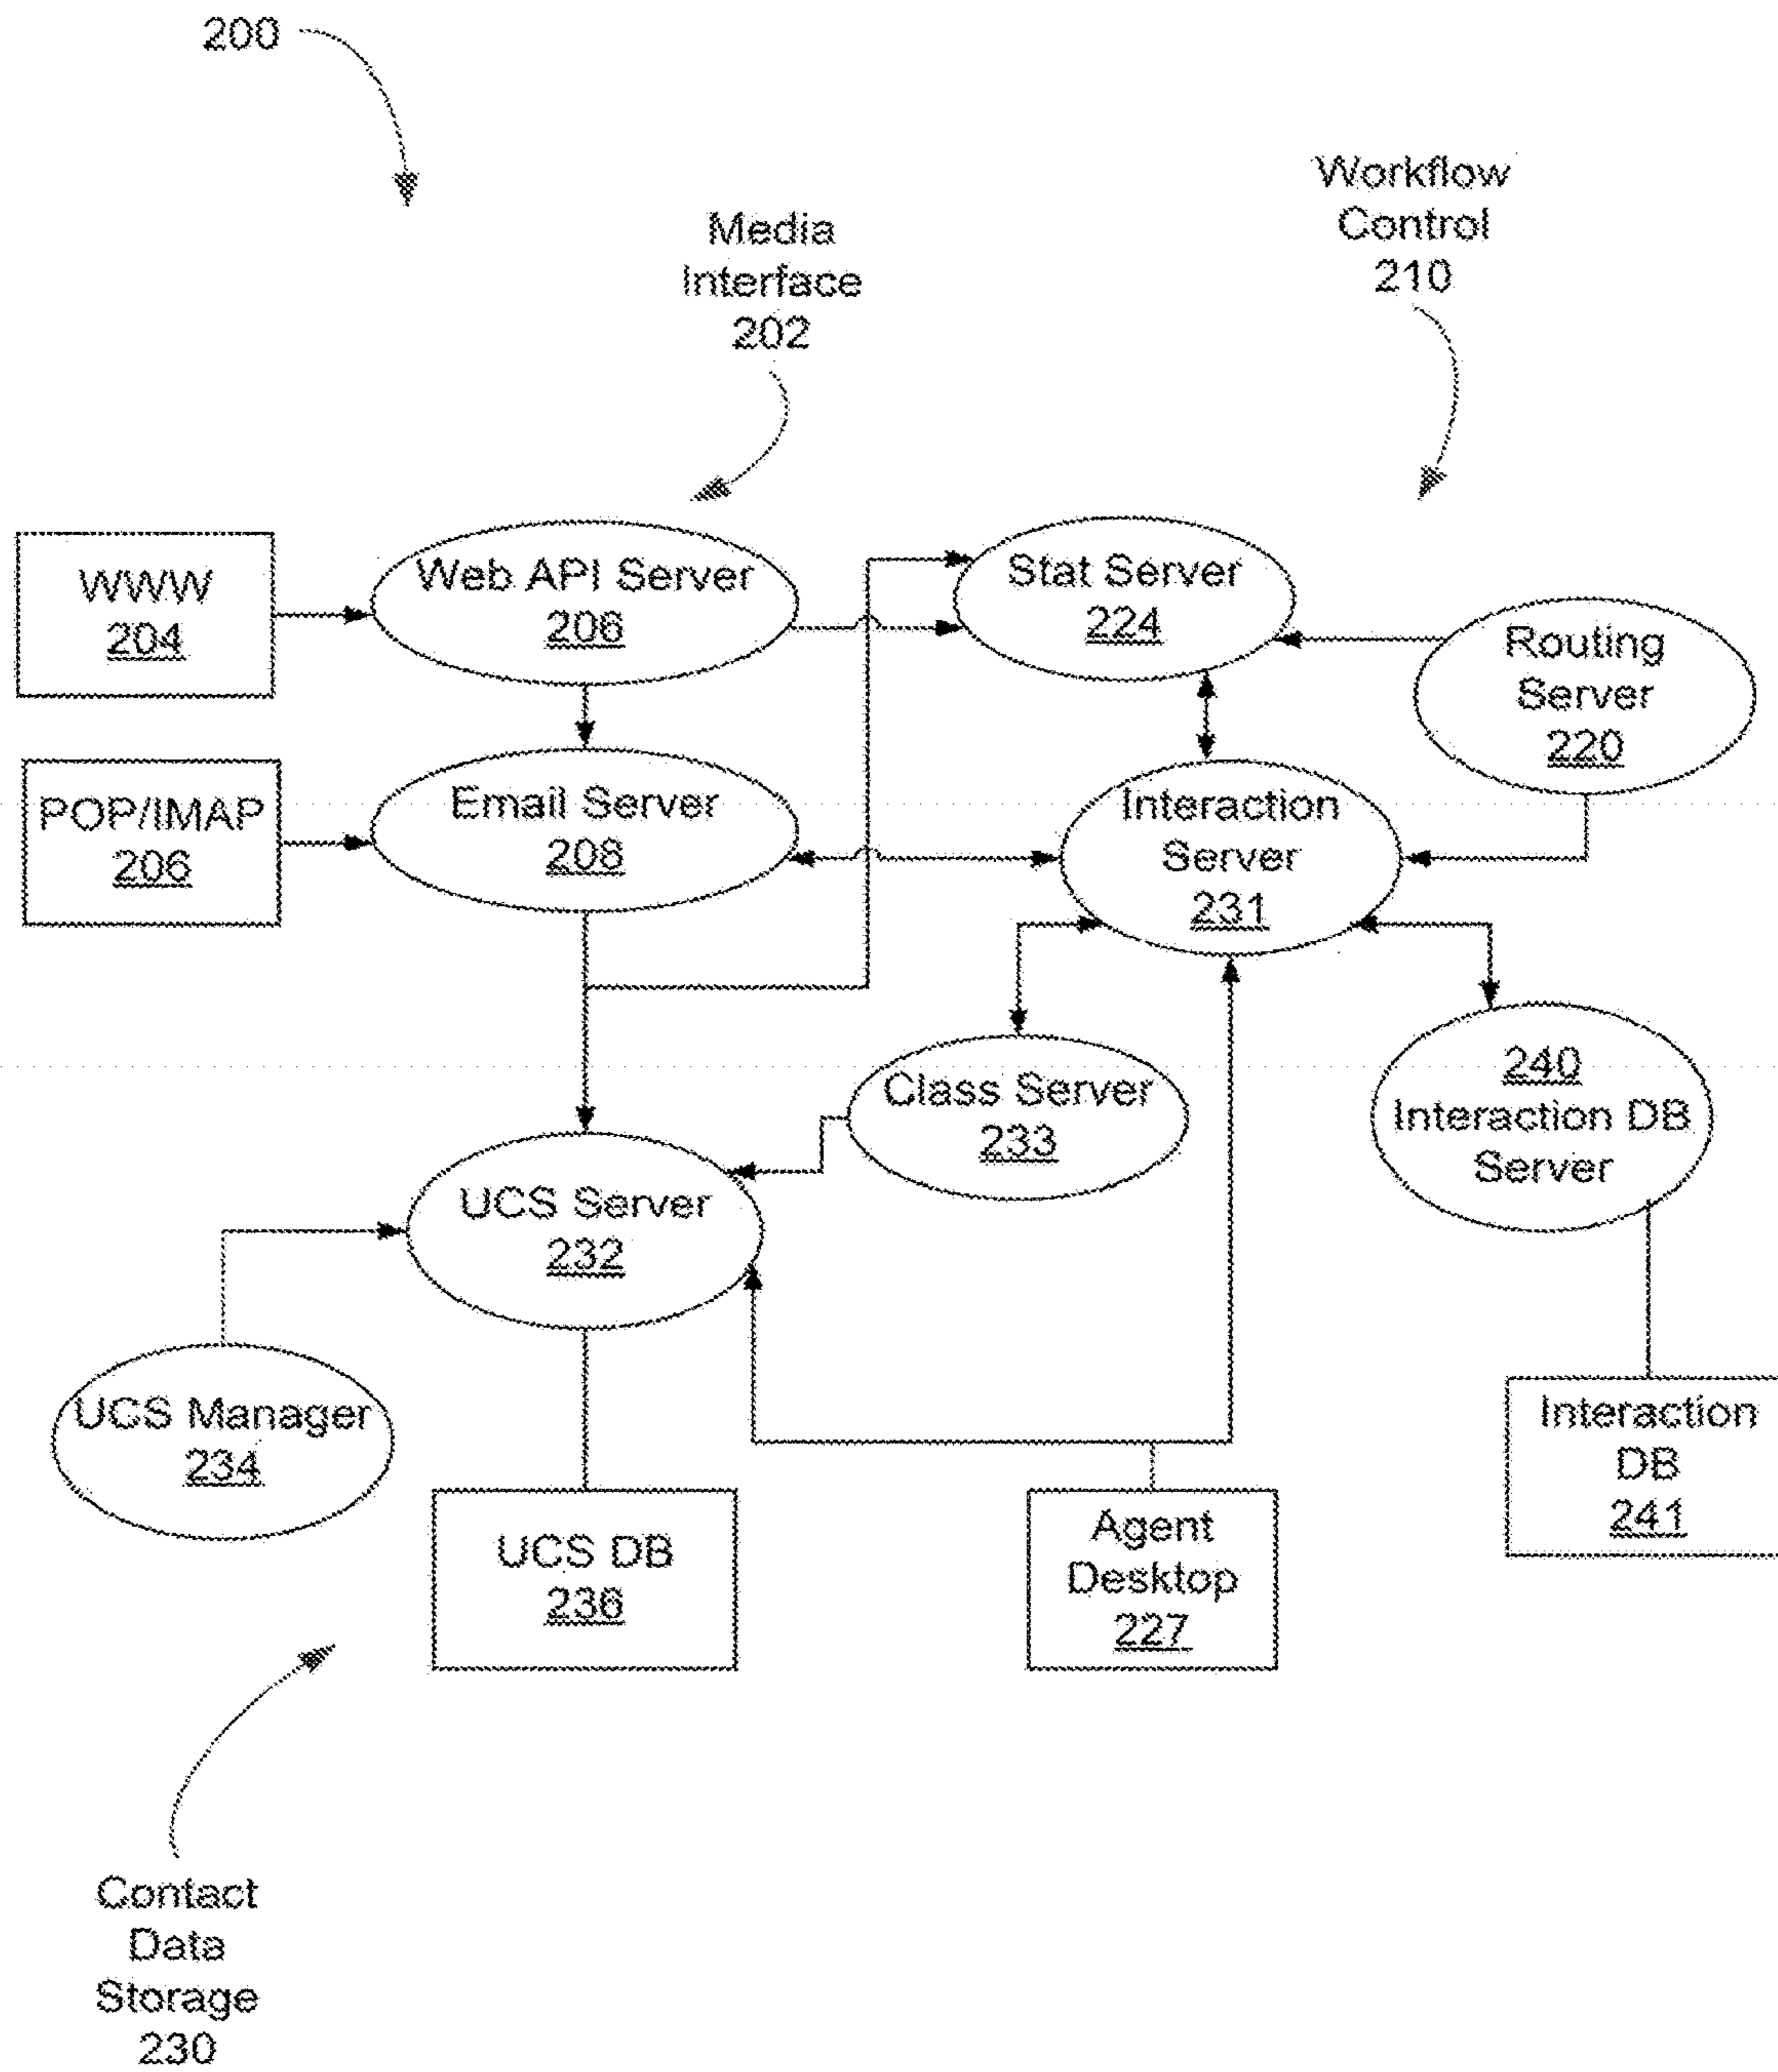 200
Workflow
Control
210
Media
Interface
202
WWW
204
Web API Server
206
Stat Server
224
Routing
Server
220
POP/IMAP
206
Email Server
208
Interaction
Server
231
Class Server
233
240
Interaction DB
Server
UCS Server
232
UCS Manager
234
UCS DB
236
Agent
Desktop
227
Interaction
DB
241
Contact
Data
Storage
230